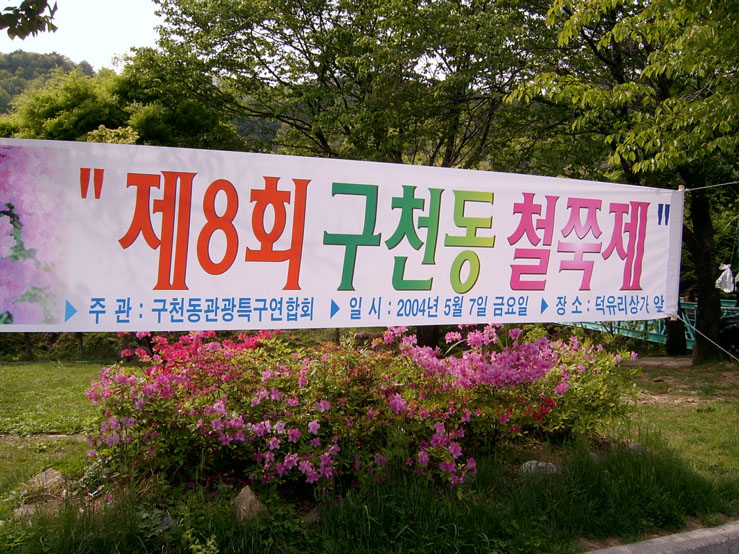 "제8회 구천동 철쭉제"
▶ 주 관 : 구천동관광특구연합회 ▶ 일 시 : 2004년 5월 7일 금요일 ▶ 장 소 : 덕유리상가 앞